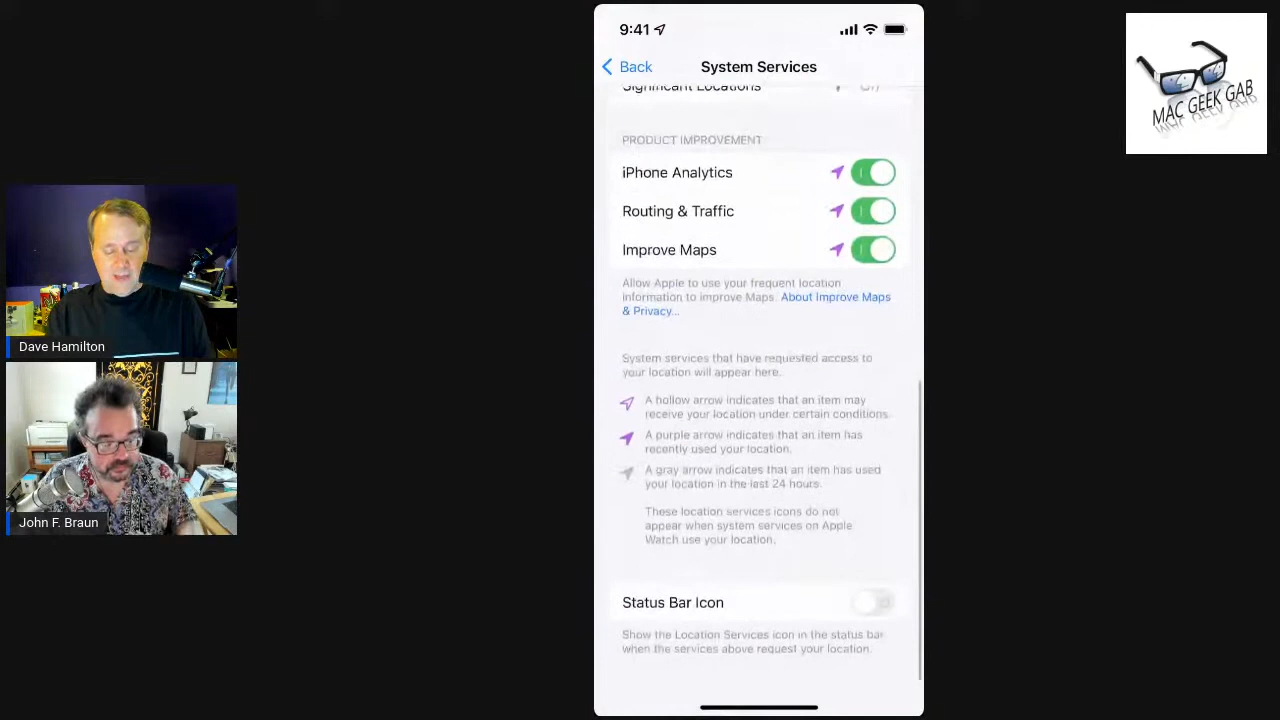 9:41
Back
System Services
Significant Locations
PRODUCT IMPROVEMENT
iPhone Analytics
Routing & Traffic
Improve Maps
Allow Apple to use your frequent location
information to improve Maps. About Improve Maps
& Privacy...
System services that have requested access to
your location will appear here.
A hollow arrow indicates that an item may
receive your location under certain conditions.
A purple arrow indicates that an item has
recently used your location.
A gray arrow indicates that an item has used
your location in the last 24 hours.
These location services icons do not
appear when system services on Apple
Watch use your location.
Status Bar Icon
Show the Location Services icon in the status bar
when the services above request your location.
Dave Hamilton
John F. Braun
MAC GEEK GAB